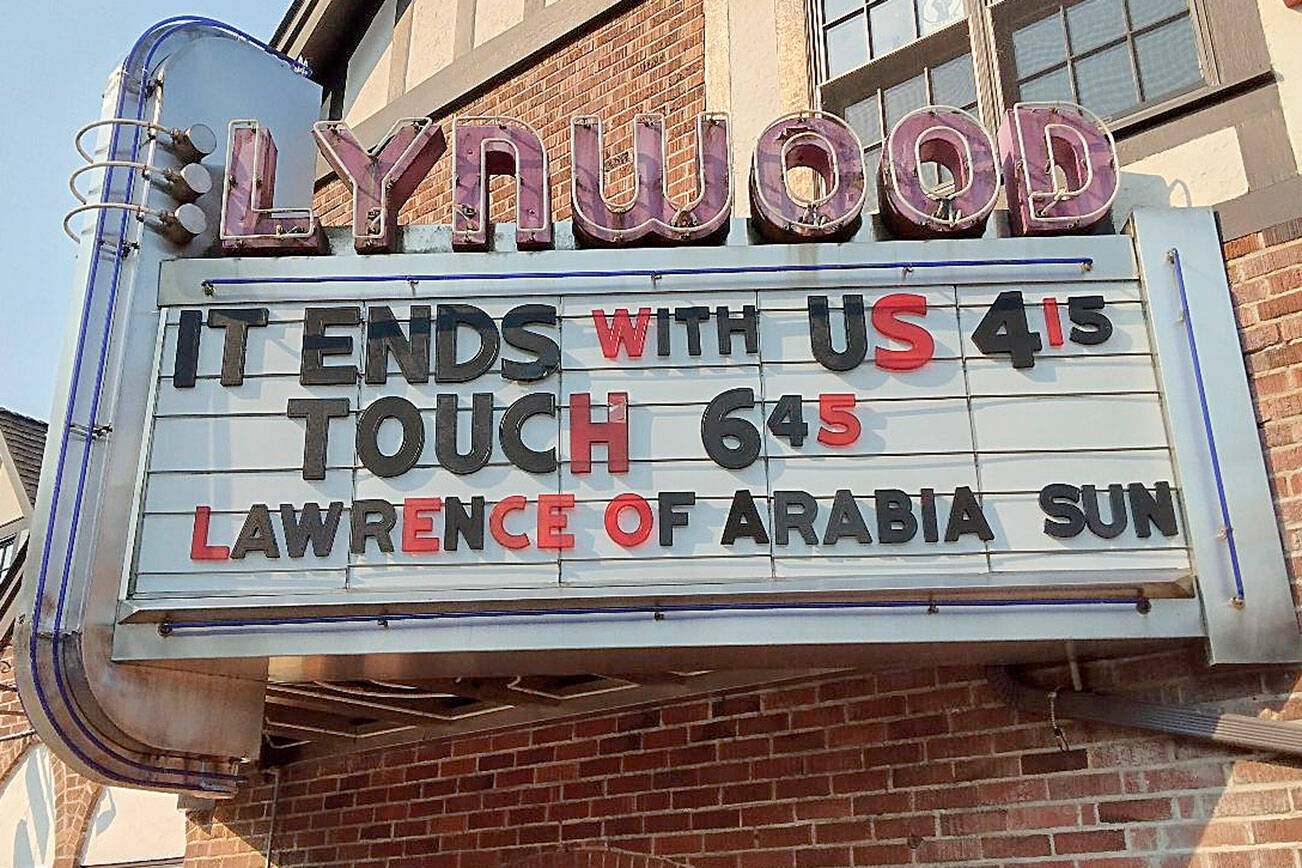 LYNWOOD
IT ENDS WITH US 415
TOUCH 645
LAWRENCE OF ARABIA SUN